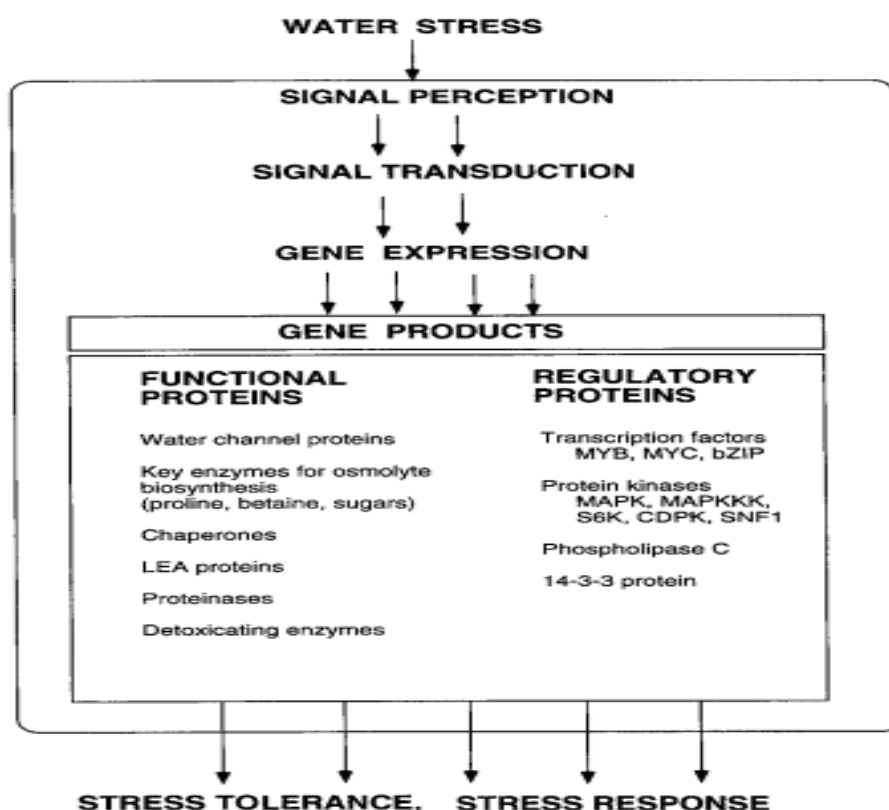 WATER STRESS
SIGNAL PERCEPTION
SIGNAL TRANSDUCTION
GENE EXPRESSION
GENE PRODUCTS
FUNCTIONAL
PROTEINS
Water channel proteins
Key enzymes for osmolyte
biosynthesis
(proline, betaine, sugars)
Chaperones
LEA proteins
Proteinases
Detoxicating enzymes
REGULATORY
PROTEINS
Transcription factors
MYB, MYC, bZIP
Protein kinases
MAPK, MAPKKK,
S6K, CDPK, SNF1
Phospholipase C
14-3-3 protein
STRESS TOLERANCE, STRESS RESPONSE